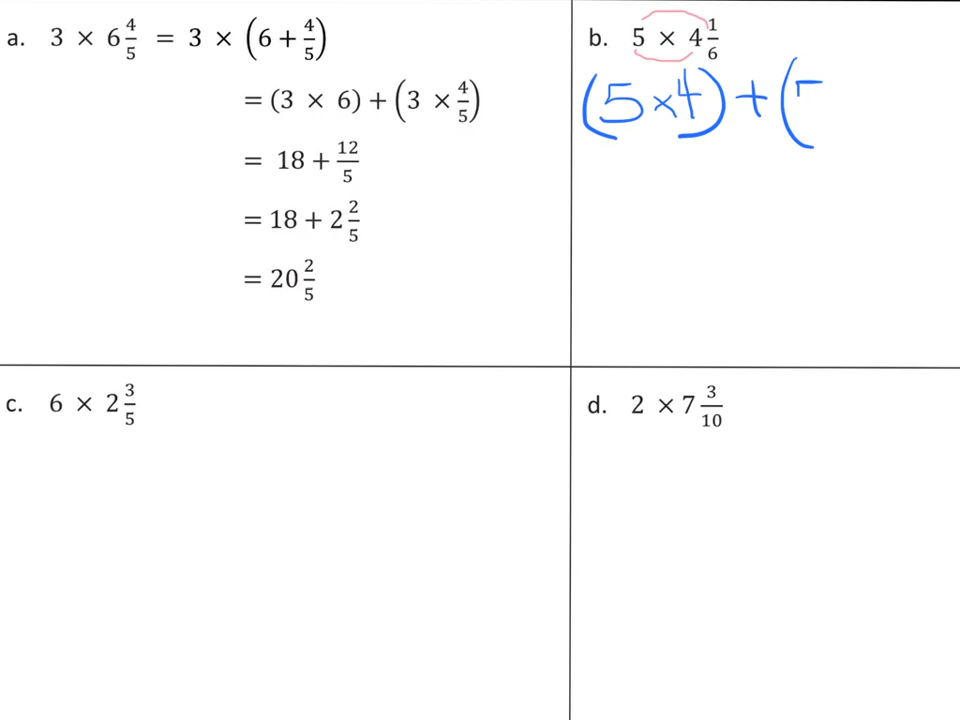 a. 3 × 6 4/5 = 3 × (6 + 4/5)
= (3 × 6) + (3 × 4/5)
= 18 + 12/5
= 18 + 2 2/5
= 20 2/5
b. 5 × 4 1/6
(5 × 4) + (
c. 6 × 2 3/5
d. 2 × 7 3/10